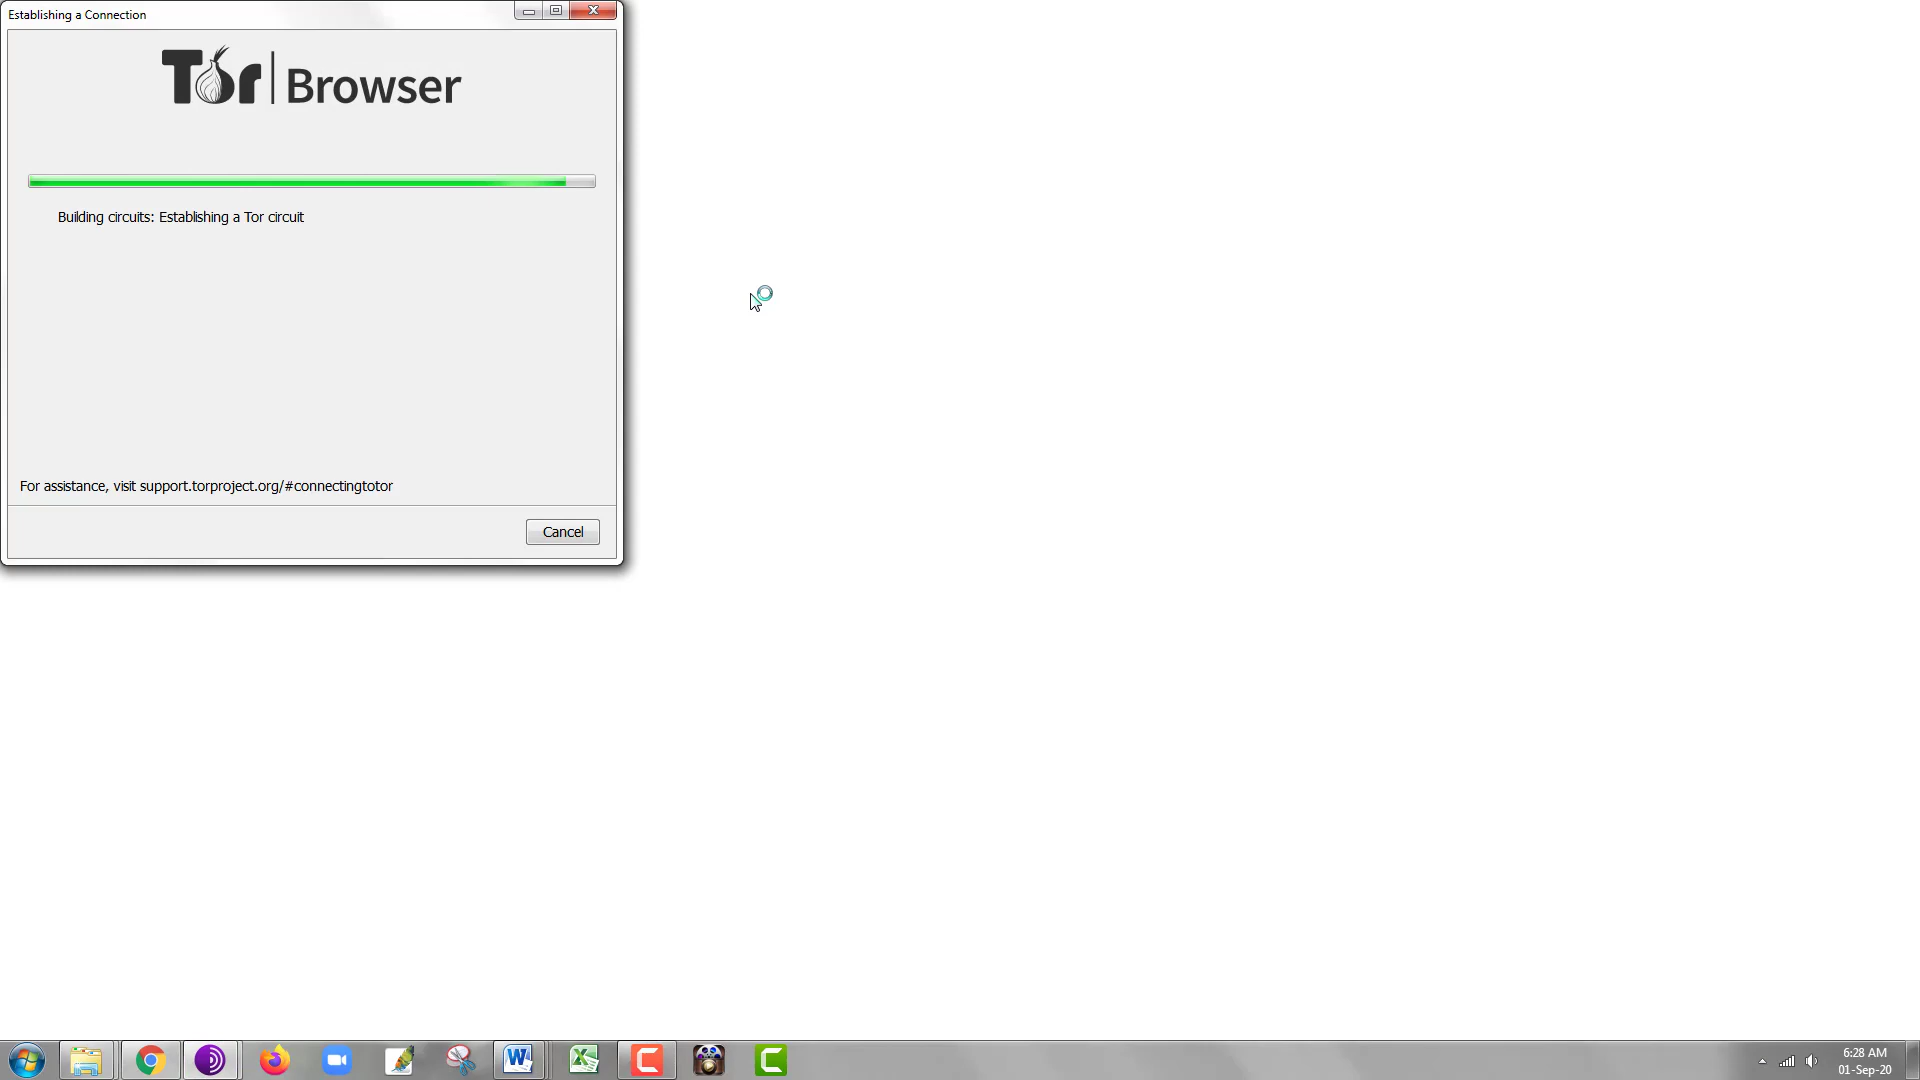 Establishing a Connection
Tor Browser
Building circuits: Establishing a Tor circuit
For assistance, visit support.torproject.org/#connectingtotor
Cancel
6:28 AM
01-Sep-20